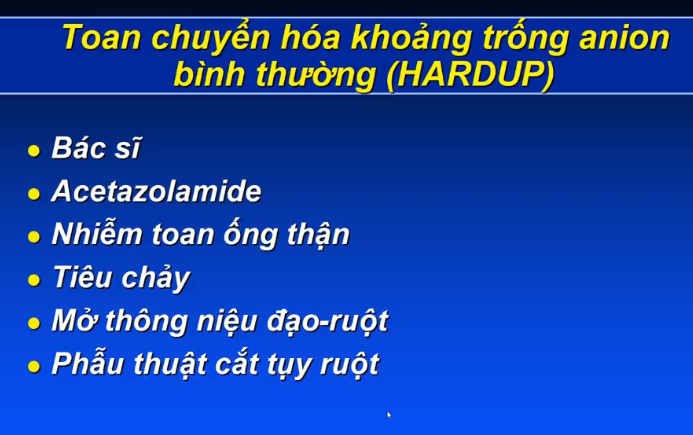 Toan chuyển hóa khoảng trống anion
bình thường (HARDUP)
Bác sĩ
Acetazolamide
Nhiễm toan ống thận
Tiêu chảy
Mở thông niệu đạo-ruột
Phẫu thuật cắt tụy ruột